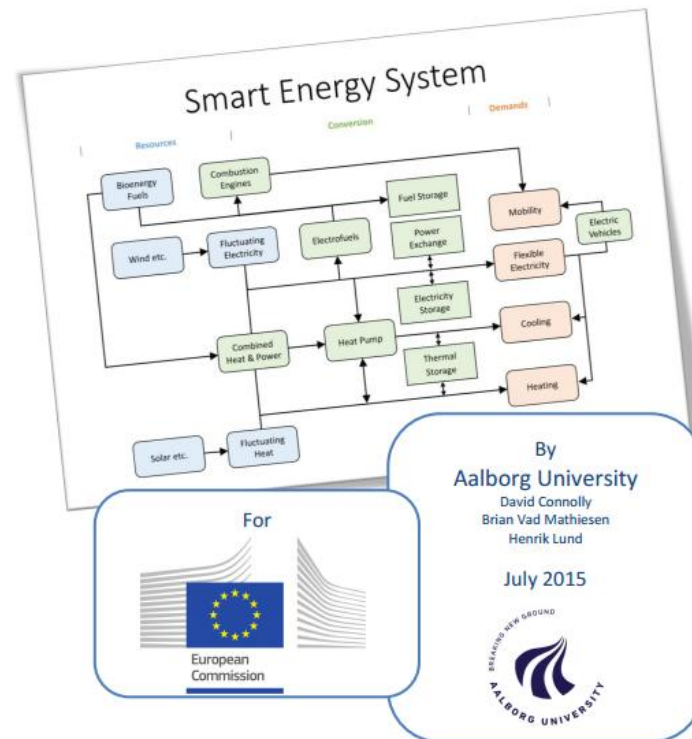 Smart Energy System
Resources
Conversion
Demands
Bioenergy
Fuels
Combustion
Engines
Fuel Storage
Mobility
Electric
Vehicles
Wind etc.
Fluctuating
Electricity
Electrofuels
Power
Exchange
Flexible
Electricity
Electricity
Storage
Combined
Heat & Power
Heat Pump
Cooling
Thermal
Storage
Heating
Solar etc.
Fluctuating
Heat
For
European
Commission
By
Aalborg University
David Connolly
Brian Vad Mathiesen
Henrik Lund
July 2015
BREAKING NEW GROUND
AALBORG UNIVERSITY